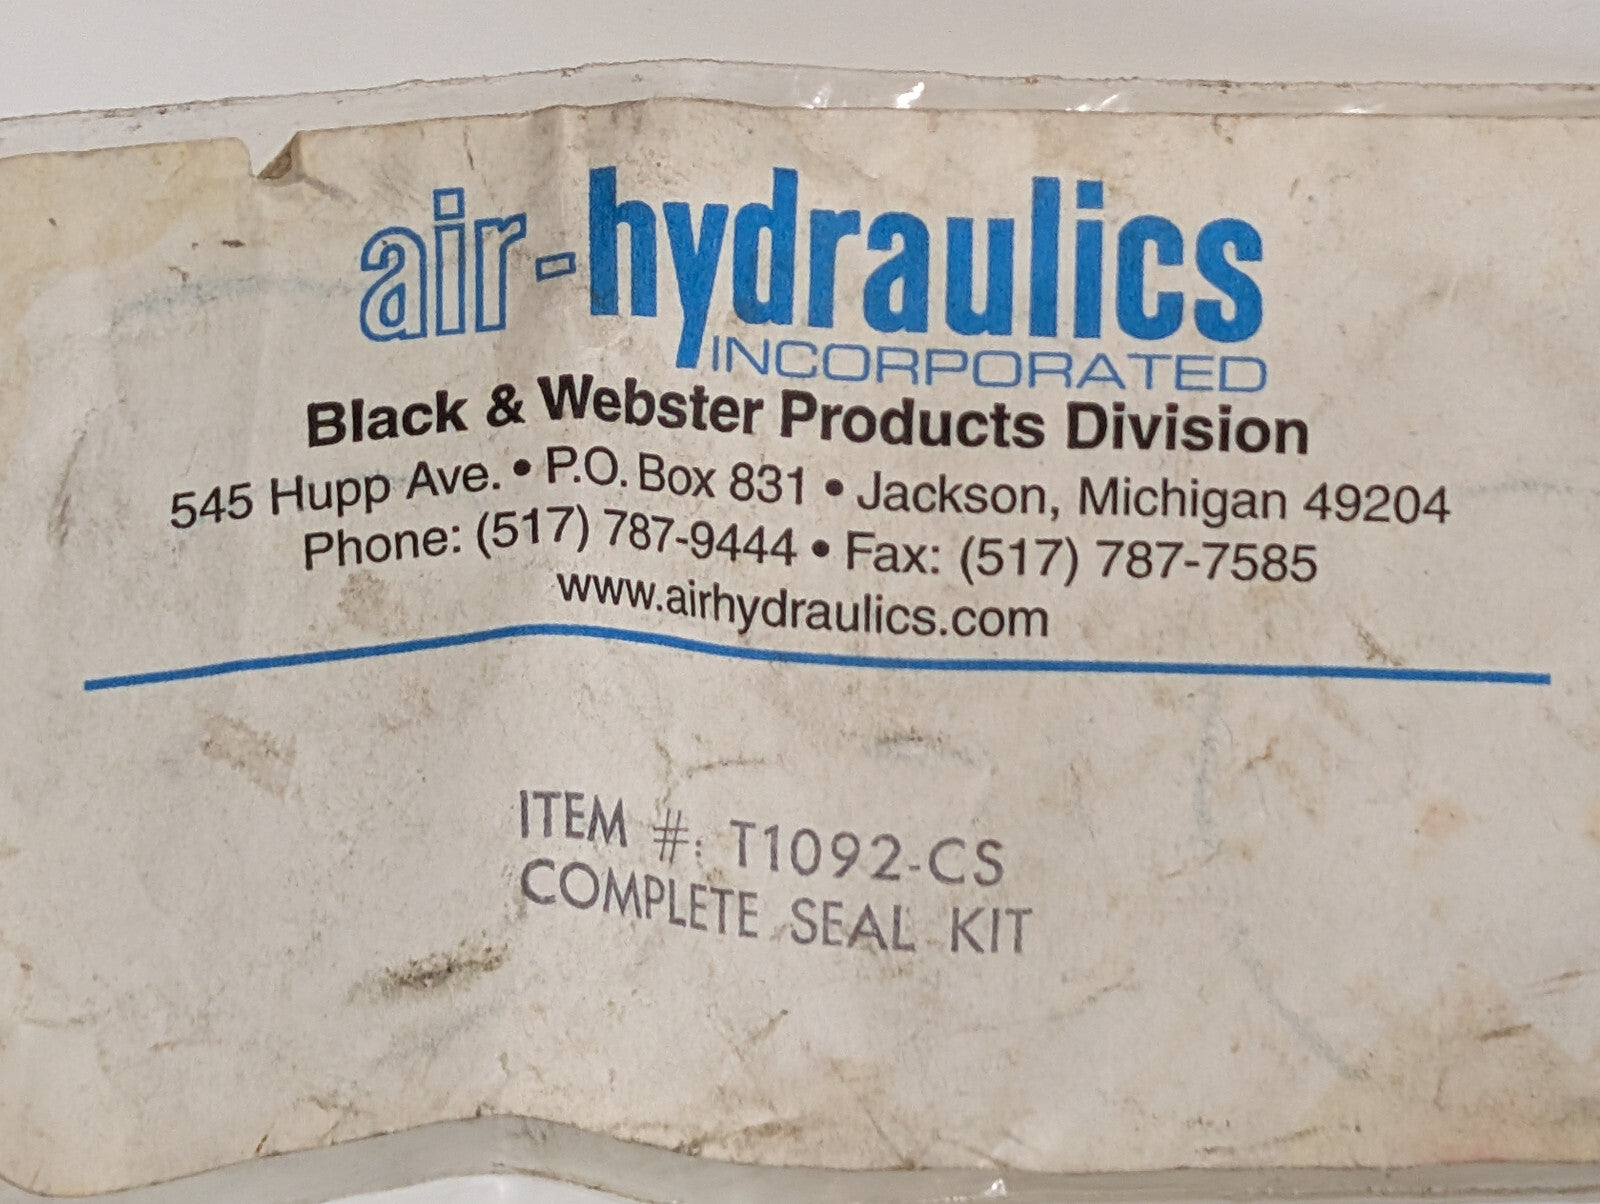 air-hydraulics
INCORPORATED
Black & Webster Products Division
545 Hupp Ave. • P.O. Box 831 • Jackson, Michigan 49204
Phone: (517) 787-9444 • Fax: (517) 787-7585
www.airhydraulics.com
ITEM #: T1092-CS
COMPLETE SEAL KIT